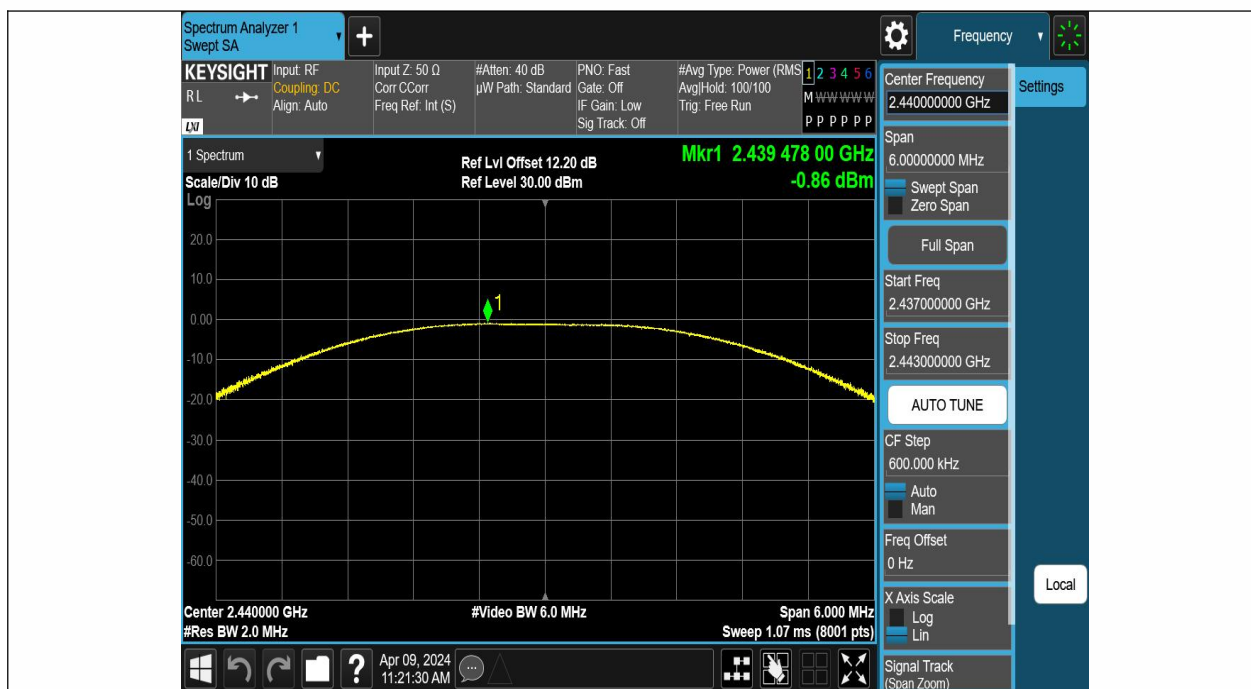 Spectrum Analyzer 1
Swept SA
+
Frequency
KEYSIGHT
RL
LXI
Input: RF
Coupling: DC
Align: Auto
Input Z: 50 Ω
Corr CCorr
Freq Ref: Int (S)
#Atten: 40 dB
µW Path: Standard
PNO: Fast
Gate: Off
IF Gain: Low
Sig Track: Off
#Avg Type: Power (RMS
Avg|Hold: 100/100
Trig: Free Run
1 2 3 4 5 6
M W W W W W
P P P P P P
1 Spectrum
Scale/Div 10 dB
Log
Ref Lvl Offset 12.20 dB
Ref Level 30.00 dBm
Mkr1 2.439 478 00 GHz
-0.86 dBm
20.0
10.0
1
0.00
-10.0
-20.0
-30.0
-40.0
-50.0
-60.0
Center 2.440000 GHz
#Res BW 2.0 MHz
#Video BW 6.0 MHz
Span 6.000 MHz
Sweep 1.07 ms (8001 pts)
?
Apr 09, 2024
11:21:30 AM
Center Frequency
2.440000000 GHz
Settings
Span
6.00000000 MHz
Swept Span
Zero Span
Full Span
Start Freq
2.437000000 GHz
Stop Freq
2.443000000 GHz
AUTO TUNE
CF Step
600.000 kHz
Auto
Man
Freq Offset
0 Hz
Local
X Axis Scale
Log
Lin
Signal Track
(Span Zoom)